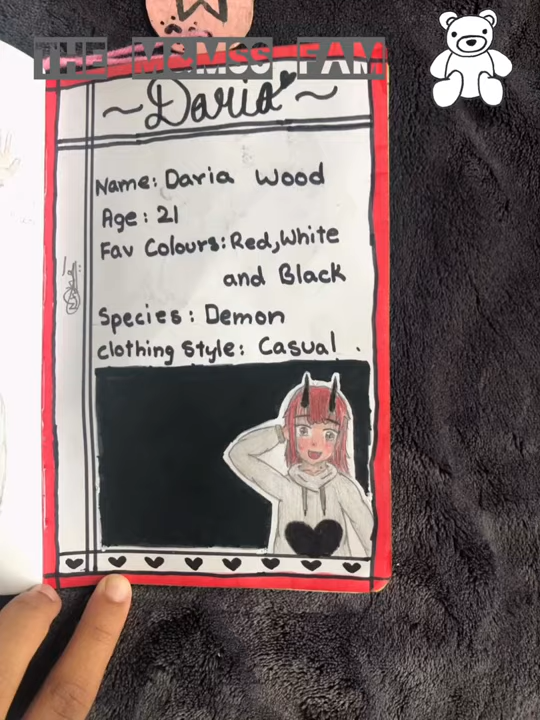 THE M&MSS FAM
~Daria~
Name: Daria Wood
Age: 21
Fav Colours: Red, White
and Black
Species: Demon
clothing style: Casual .